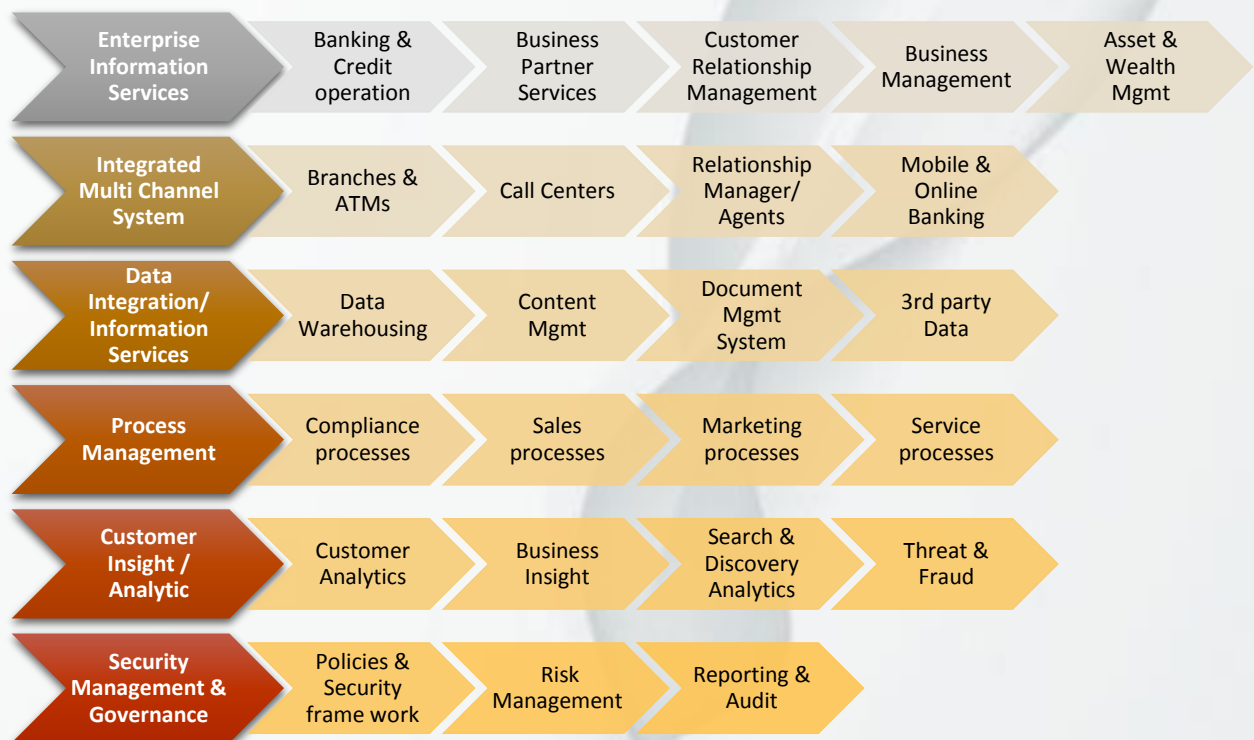 Enterprise
Information
Services
Banking &
Credit
operation
Business
Partner
Services
Customer
Relationship
Management
Business
Management
Asset &
Wealth
Mgmt
Integrated
Multi Channel
System
Branches &
ATMs
Call Centers
Relationship
Manager/
Agents
Mobile &
Online
Banking
Data
Integration/
Information
Services
Data
Warehousing
Content
Mgmt
Document
Mgmt
System
3rd party
Data
Process
Management
Compliance
processes
Sales
processes
Marketing
processes
Service
processes
Customer
Insight /
Analytic
Customer
Analytics
Business
Insight
Search &
Discovery
Analytics
Threat &
Fraud
Security
Management &
Governance
Policies &
Security
frame work
Risk
Management
Reporting &
Audit